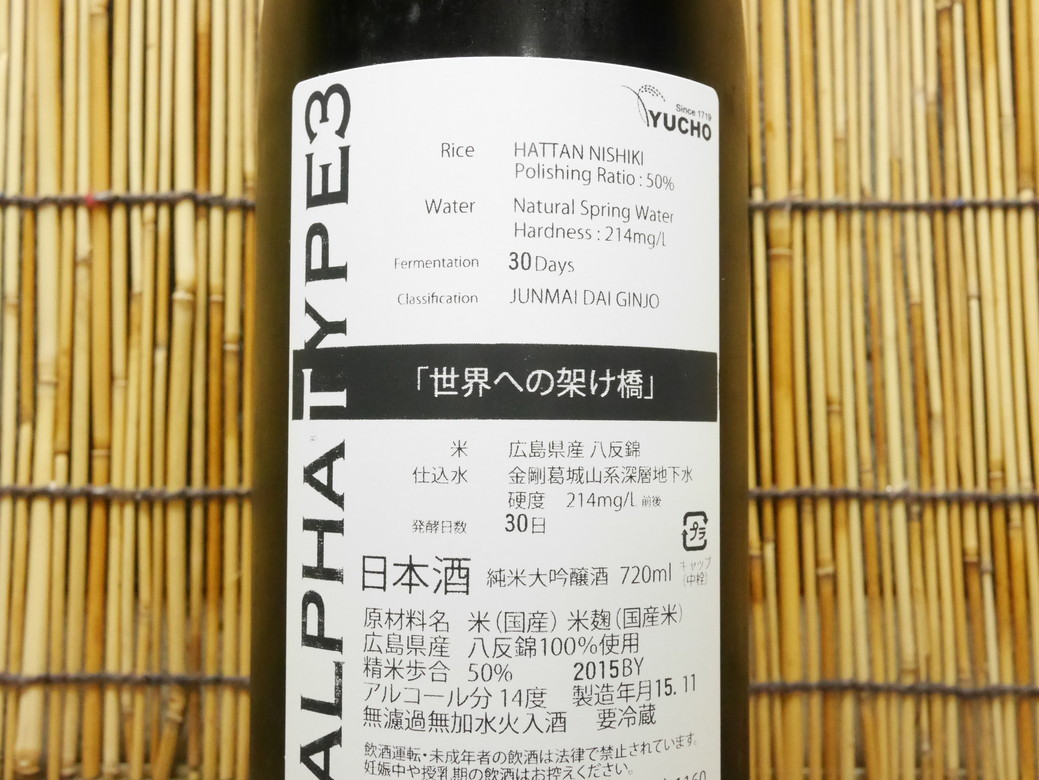 ALPHA TYPE3
Since 1719
YUCHO
Rice HATTAN NISHIKI
Polishing Ratio : 50%
Water Natural Spring Water
Hardness : 214mg/L
Fermentation 30 Days
Classification JUNMAI DAI GINJO
「世界への架け橋」
米 広島県産 八反錦
仕込水 金剛葛城山系深層地下水
硬度 214mg/L 前後
発酵日数 30日
プラ
キャップ
(中栓)
日本酒 純米大吟醸酒 720ml
原材料名 米(国産) 米麹(国産米)
広島県産 八反錦100%使用
精米歩合 50% 2015BY
アルコール分 14度 製造年月15. 11
無濾過無加水火入酒 要冷蔵
飲酒運転・未成年者の飲酒は法律で禁止されています。
妊娠中や授乳期の飲酒はお控えください。